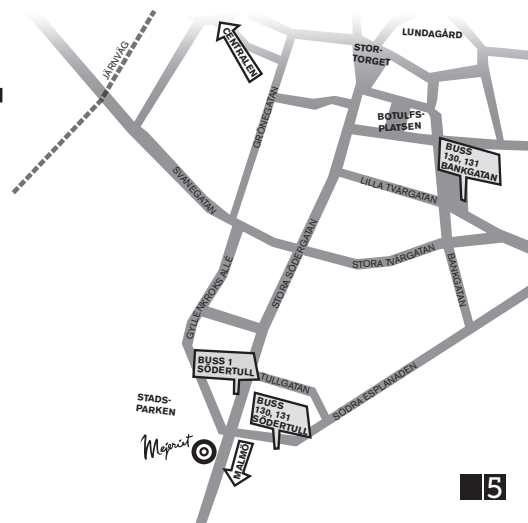 LUNDAGÅRD
STOR-
TORGET
CENTRALEN
JÄRNVÄG
BOTULFS-
PLATSEN
GRÖNEGATAN
BUSS
130, 131
BANKGATAN
SVANEGATAN
LILLA TVÄRGATAN
STORA SÖDERGATAN
STORA TVÄRGATAN
BANKGATAN
GYLLENKROKS ALLÉ
BUSS 1
SÖDERTULL
TULLGATAN
SÖDRA ESPLANADEN
STADS-
PARKEN
BUSS
130, 131
SÖDERTULL
Mejeriet
MALMÖ
5